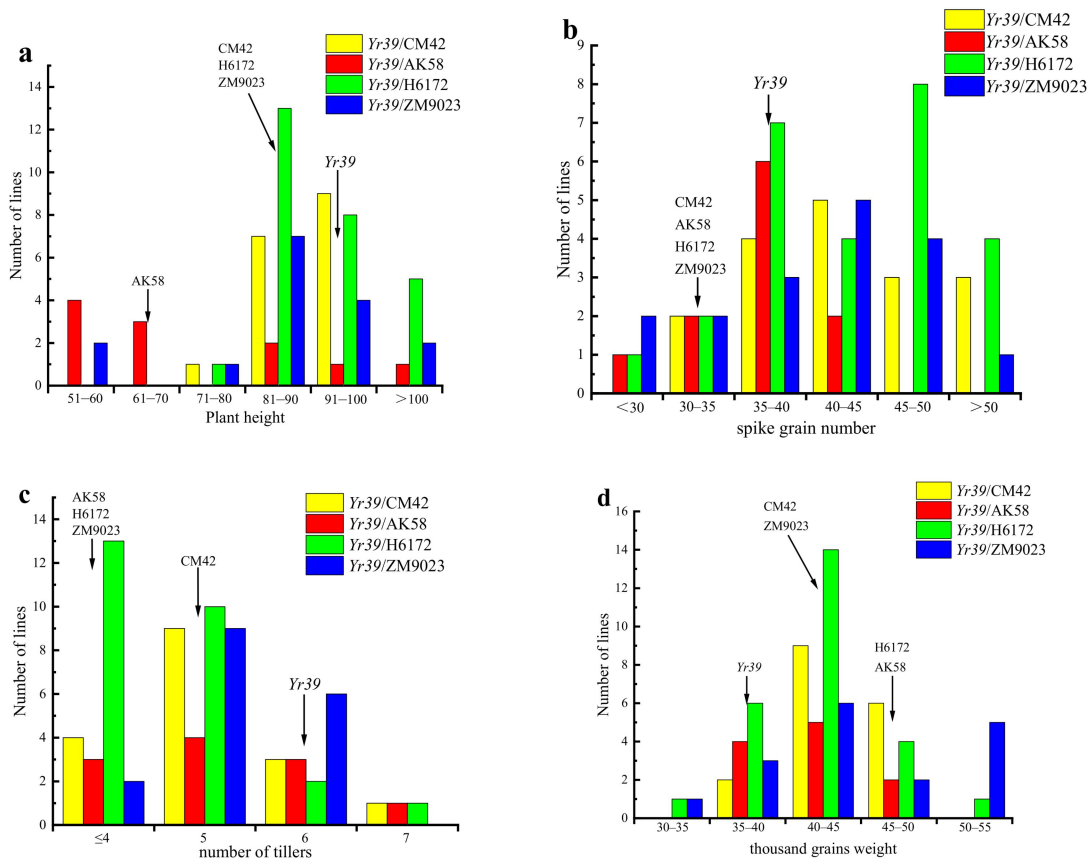 a
Yr39/CM42
Yr39/AK58
Yr39/H6172
Yr39/ZM9023
CM42
H6172
ZM9023
Yr39
AK58
Number of lines
14
12
10
8
6
4
2
0
51–60 61–70 71–80 81–90 91–100 >100
Plant height
b
Yr39/CM42
Yr39/AK58
Yr39/H6172
Yr39/ZM9023
Yr39
CM42
AK58
H6172
ZM9023
Number of lines
9
8
7
6
5
4
3
2
1
0
<30 30–35 35–40 40–45 45–50 >50
spike grain number
c
AK58
H6172
ZM9023
CM42
Yr39
Yr39/CM42
Yr39/AK58
Yr39/H6172
Yr39/ZM9023
Number of lines
14
12
10
8
6
4
2
0
≤4 5 6 7
number of tillers
d
Yr39/CM42
Yr39/AK58
Yr39/H6172
Yr39/ZM9023
CM42
ZM9023
H6172
AK58
Yr39
Number of lines
16
14
12
10
8
6
4
2
0
30–35 35–40 40–45 45–50 50–55
thousand grains weight